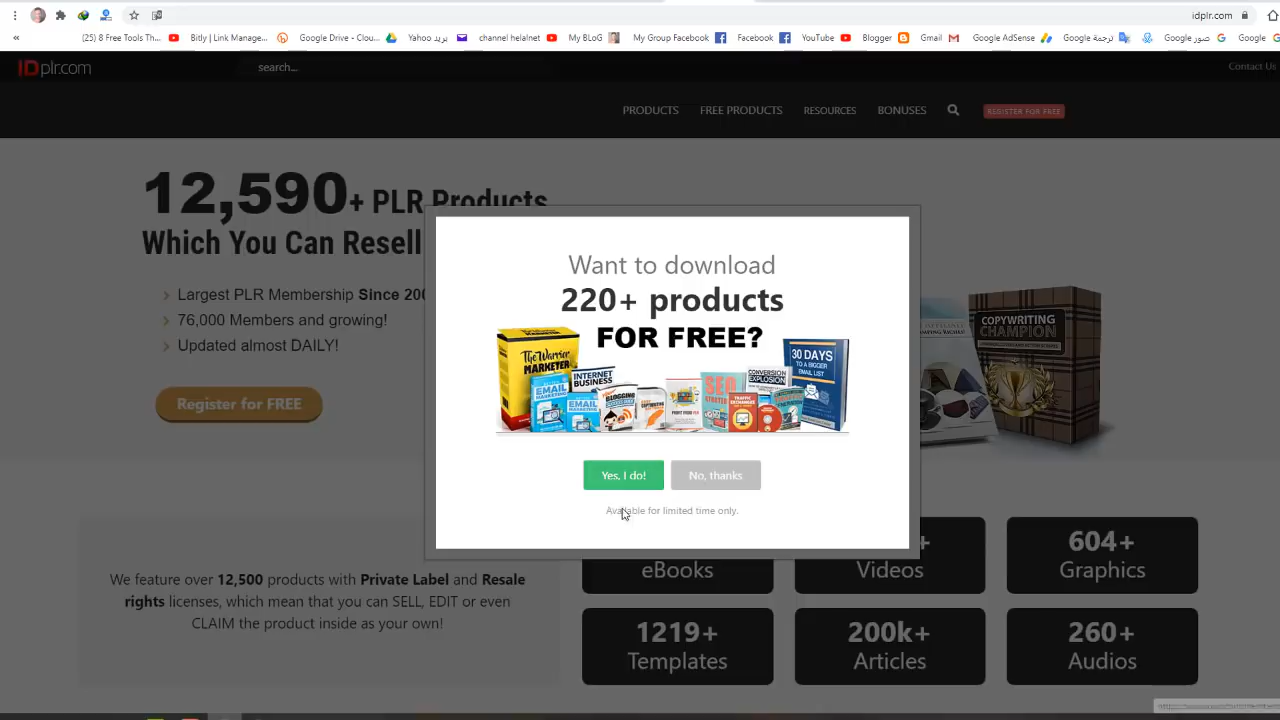 idplr.com
(25) 8 Free Tools Th...
Bitly | Link Manage...
Google Drive - Clou...
بريد Yahoo
channel helalnet
My BLoG
My Group Facebook
Facebook
YouTube
Blogger
Gmail
Google AdSense
ترجمة Google
صور Google
Google
IDplr.com
search...
Contact Us
PRODUCTS
FREE PRODUCTS
RESOURCES
BONUSES
REGISTER FOR FREE
12,590+ PLR Products
Which You Can Resell
Largest PLR Membership Since 200
76,000 Members and growing!
Updated almost DAILY!
Register for FREE
Want to download
220+ products
FOR FREE?
The Warrior
MARKETER
EMAIL
MARKETING
INTERNET
BUSINESS
BLOGGING
SEO
TRAFFIC
CONVERSION
EXPLOSION
30 DAYS
TO A BIGGER
EMAIL LIST
COPYWRITING
CHAMPION
Yes, I do!
No, thanks
Available for limited time only.
We feature over 12,500 products with Private Label and Resale
rights licenses, which mean that you can SELL, EDIT or even
CLAIM the product inside as your own!
eBooks
+
Videos
604+
Graphics
1219+
Templates
200k+
Articles
260+
Audios